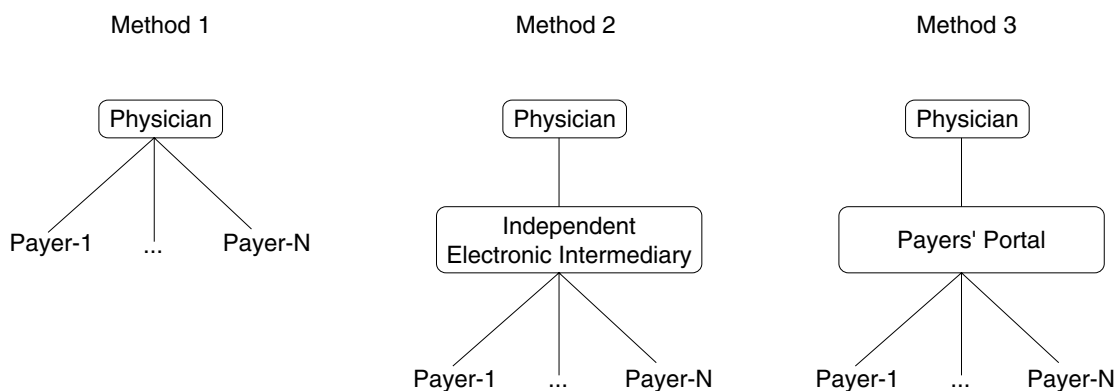 Method 1
Method 2
Method 3
Physician
Physician
Physician
Independent
Electronic Intermediary
Payers' Portal
Payer-1
...
Payer-N
Payer-1
...
Payer-N
Payer-1
...
Payer-N